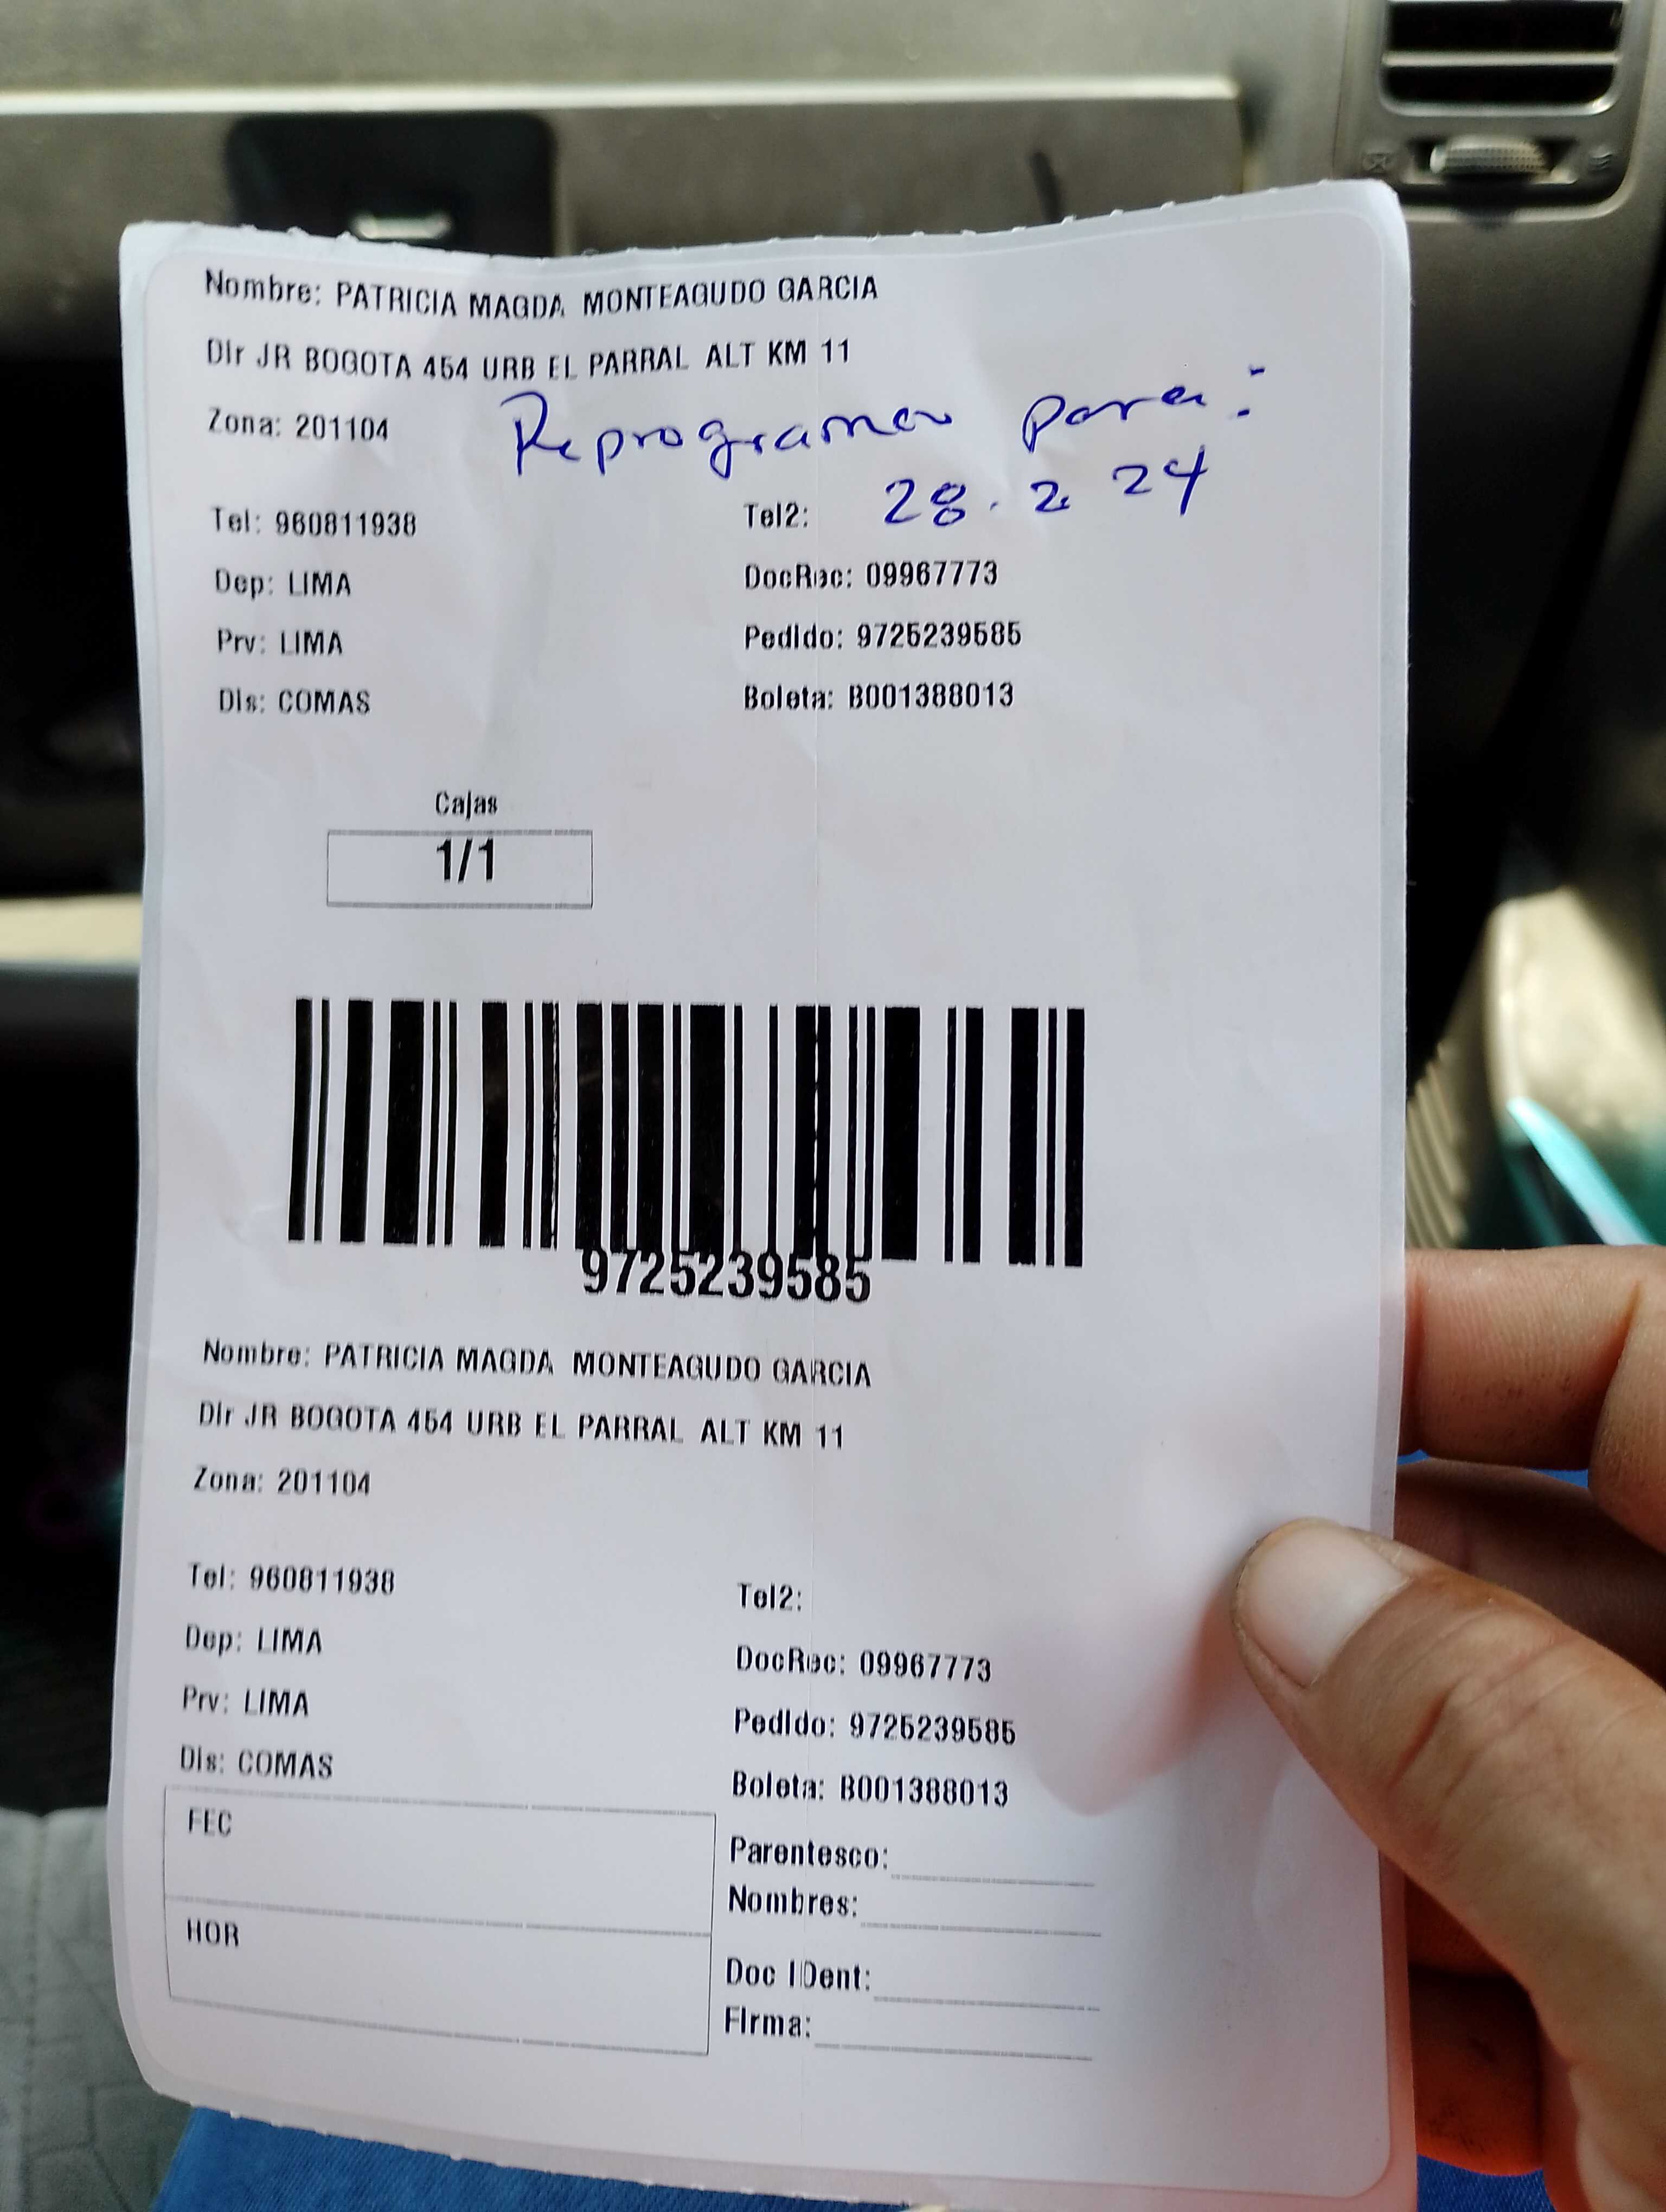 Nombre: PATRICIA MAGDA MONTEAGUDO GARCIA
Dir JR BOGOTA 454 URB EL PARRAL ALT KM 11
Zona: 201104
Reprogramar para:
28. 2. 24
Tel: 960811938
Tel2:
Dep: LIMA
DocRec: 09967773
Prv: LIMA
Pedido: 9725239585
Dis: COMAS
Boleta: B001388013
Cajas
1/1
9725239585
Nombre: PATRICIA MAGDA MONTEAGUDO GARCIA
Dir JR BOGOTA 454 URB EL PARRAL ALT KM 11
Zona: 201104
Tel: 960811938
Tel2:
Dep: LIMA
DocRec: 09967773
Prv: LIMA
Pedido: 9725239585
Dis: COMAS
Boleta: B001388013
FEC
Parentesco:
Nombres:
HOR
Doc IDent:
Firma: